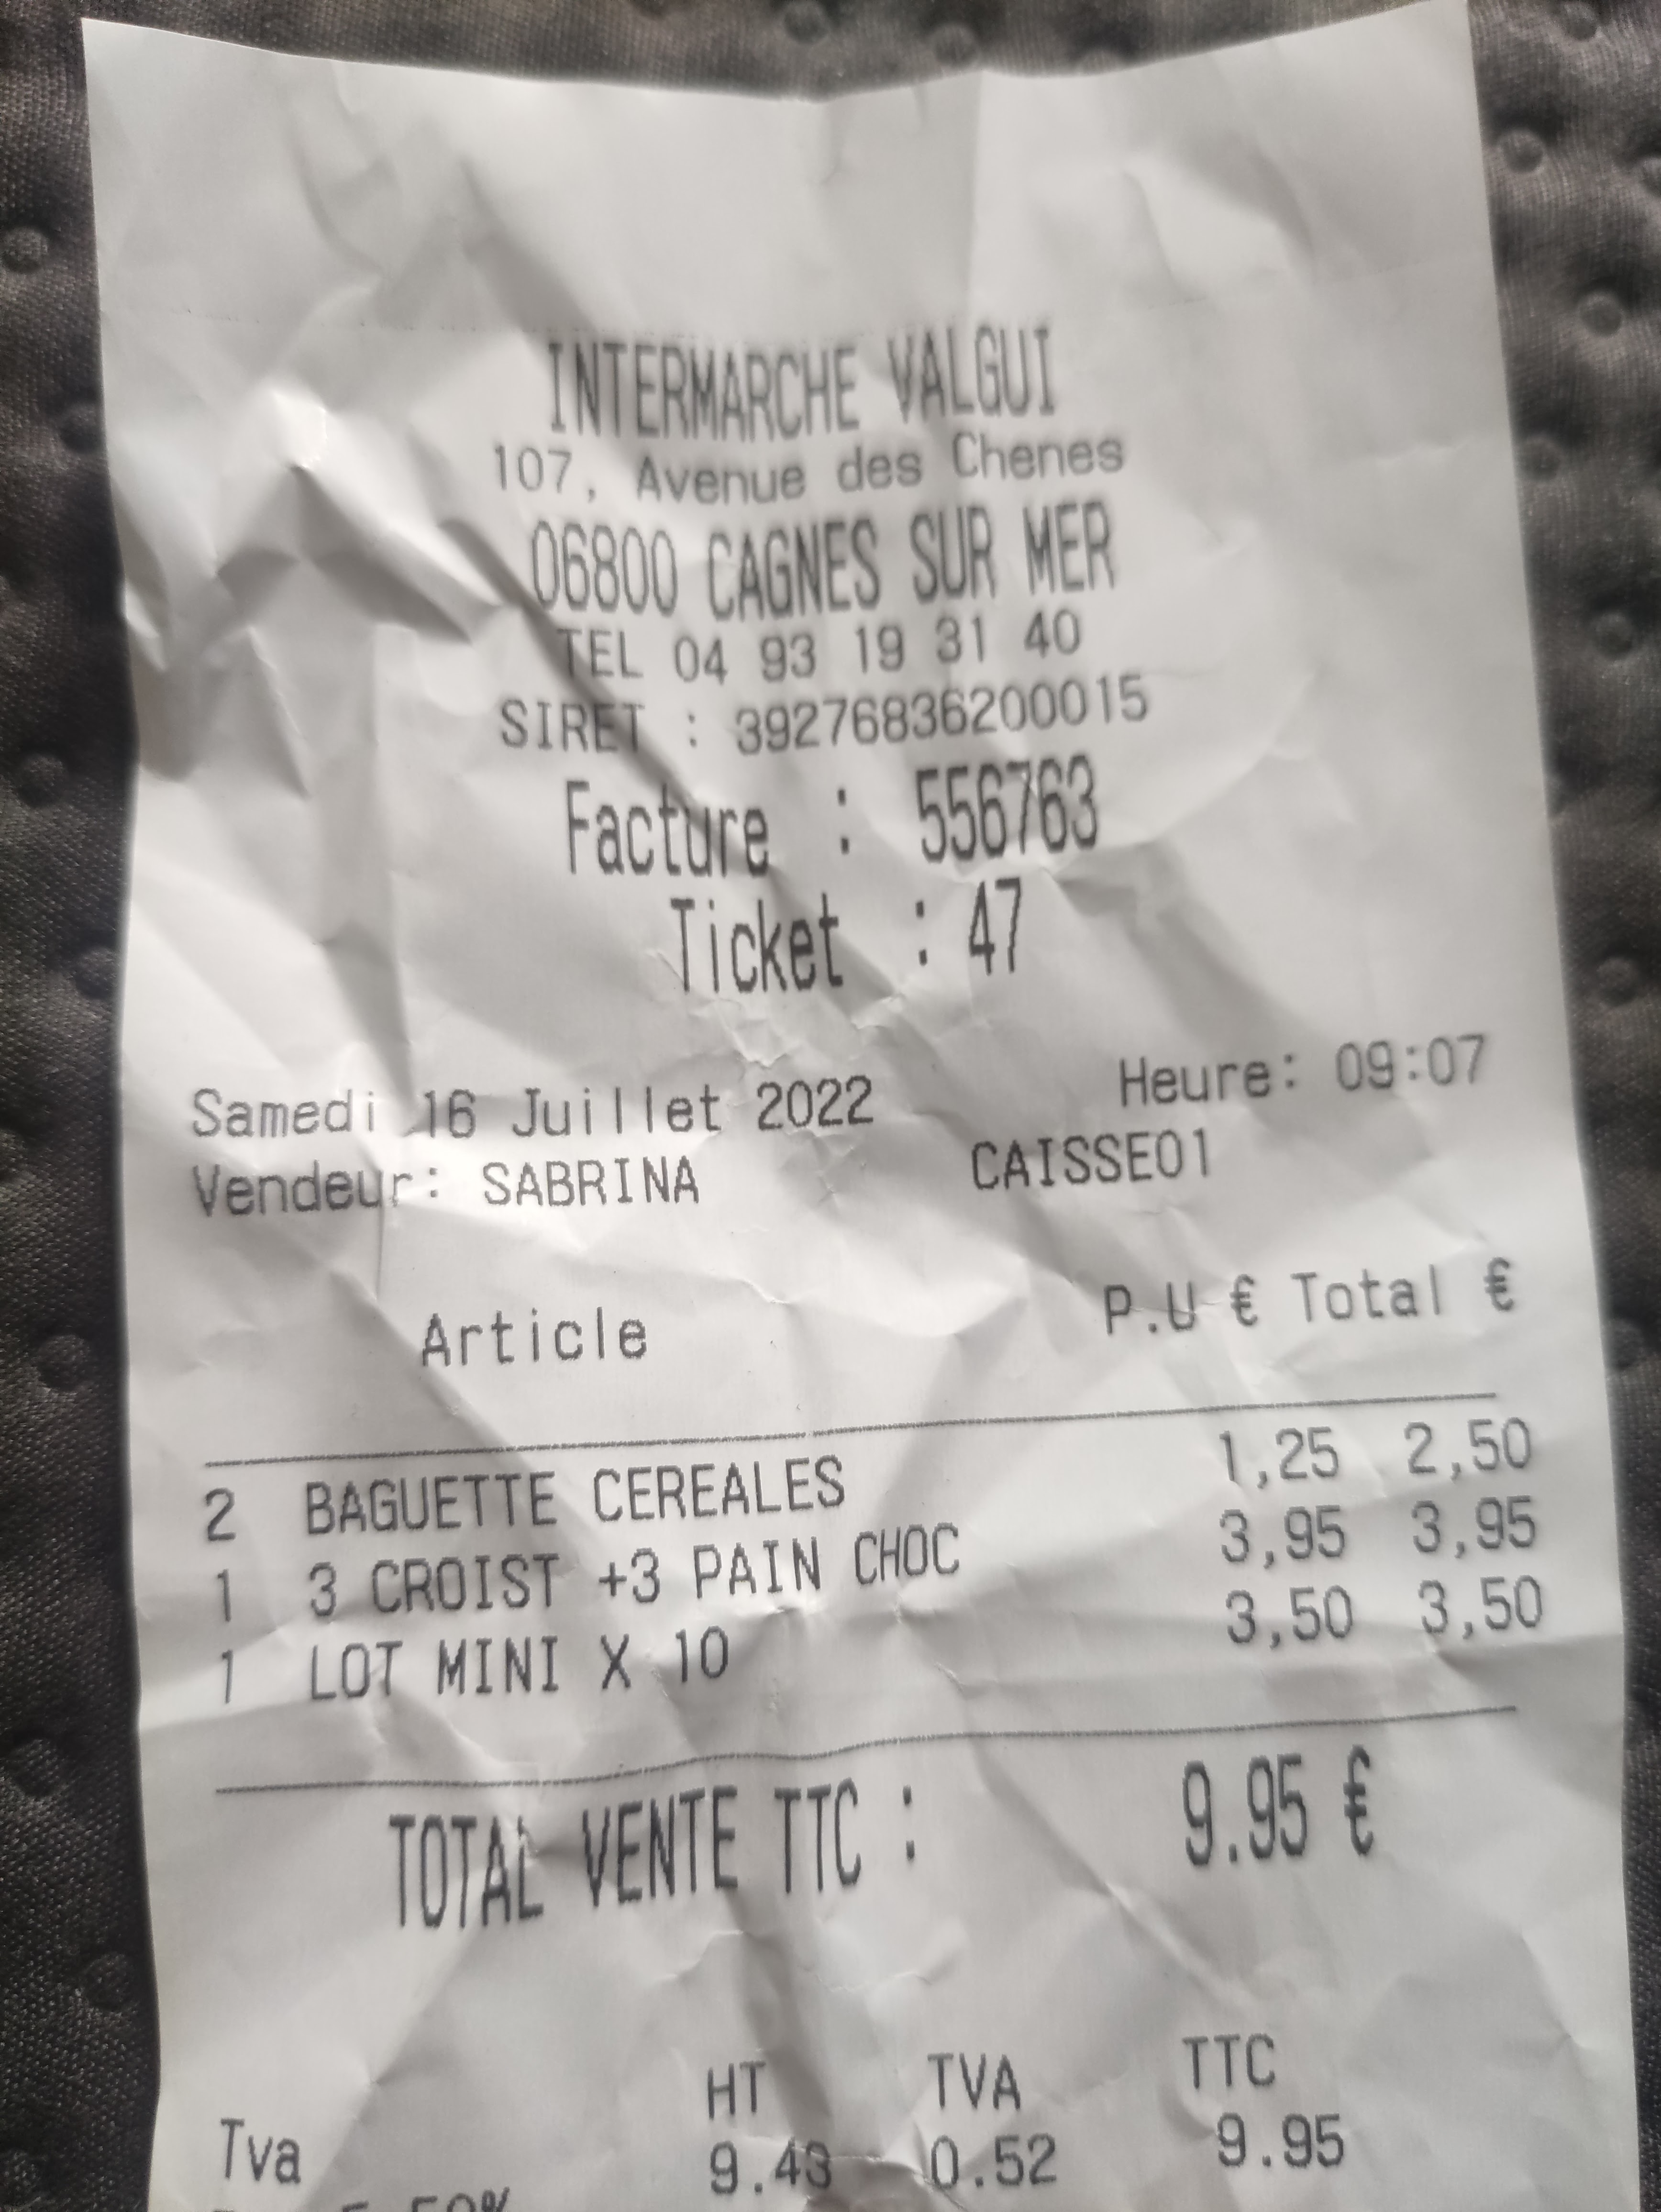 INTERMARCHE VALGUI
107, Avenue des Chenes
06800 CAGNES SUR MER
TEL 04 93 19 31 40
SIRET : 39276836200015
Facture : 556763
Ticket : 47
Samedi 16 Juillet 2022 Heure: 09:07
Vendeur: SABRINA CAISSE01
Article P.U € Total €
2 BAGUETTE CEREALES 1,25 2,50
1 3 CROIST +3 PAIN CHOC 3,95 3,95
1 LOT MINI X 10 3,50 3,50
TOTAL VENTE TTC : 9.95 €
HT TVA TTC
Tva 9.43 0.52 9.95
5.50%